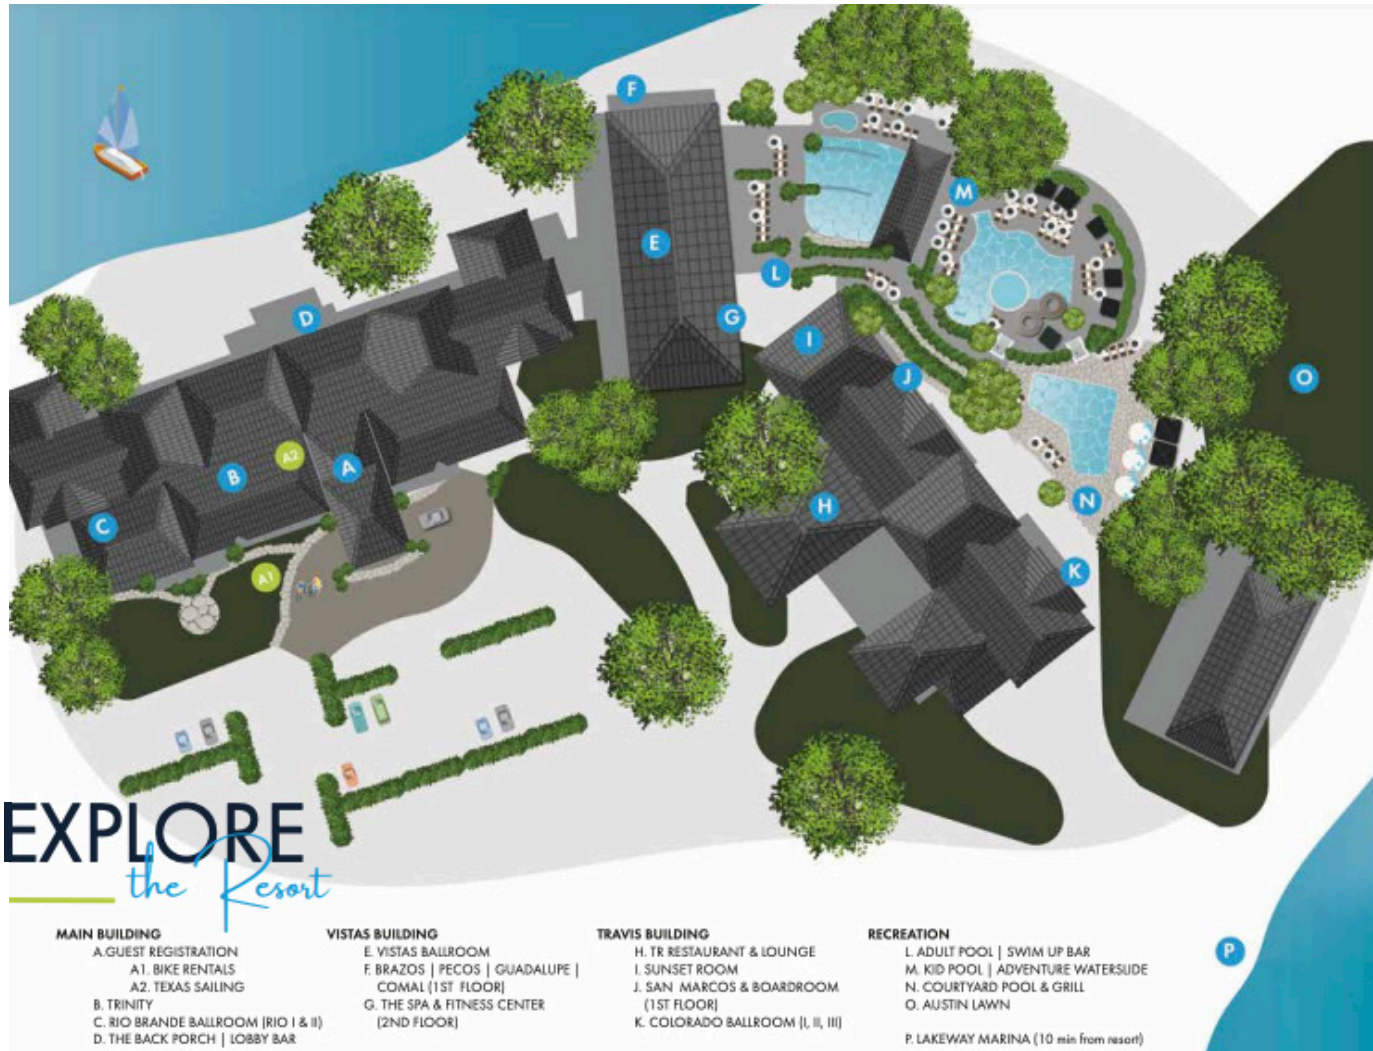 F
M
E
L
D
G
I
J
O
A2
A
B
H
N
C
K
A1
EXPLORE
the Resort
MAIN BUILDING
A.GUEST REGISTRATION
A1. BIKE RENTALS
A2. TEXAS SAILING
B. TRINITY
C. RIO BRANDE BALLROOM (RIO I & II)
D. THE BACK PORCH | LOBBY BAR
VISTAS BUILDING
E. VISTAS BALLROOM
F. BRAZOS | PECOS | GUADALUPE |
COMAL (1ST FLOOR)
G. THE SPA & FITNESS CENTER
(2ND FLOOR)
TRAVIS BUILDING
H. TR RESTAURANT & LOUNGE
I. SUNSET ROOM
J. SAN MARCOS & BOARDROOM
(1ST FLOOR)
K. COLORADO BALLROOM (I, II, III)
RECREATION
L. ADULT POOL | SWIM UP BAR
M. KID POOL | ADVENTURE WATERSLIDE
N. COURTYARD POOL & GRILL
O. AUSTIN LAWN
P. LAKEWAY MARINA (10 min from resort)
P